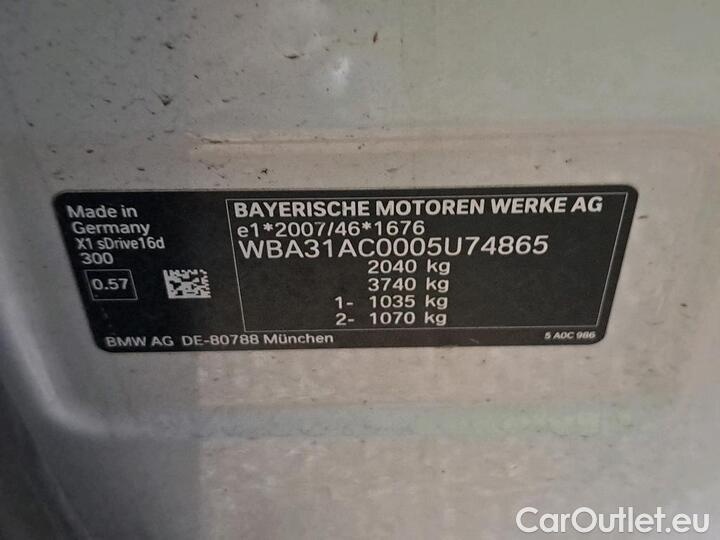 Made in
Germany
X1 sDrive16d
300
0.57
BAYERISCHE MOTOREN WERKE AG
e1*2007/46*1676
WBA31AC0005U74865
2040 kg
3740 kg
1- 1035 kg
2- 1070 kg
BMW AG DE-80788 München
5 A0C 986
CarOutlet.eu